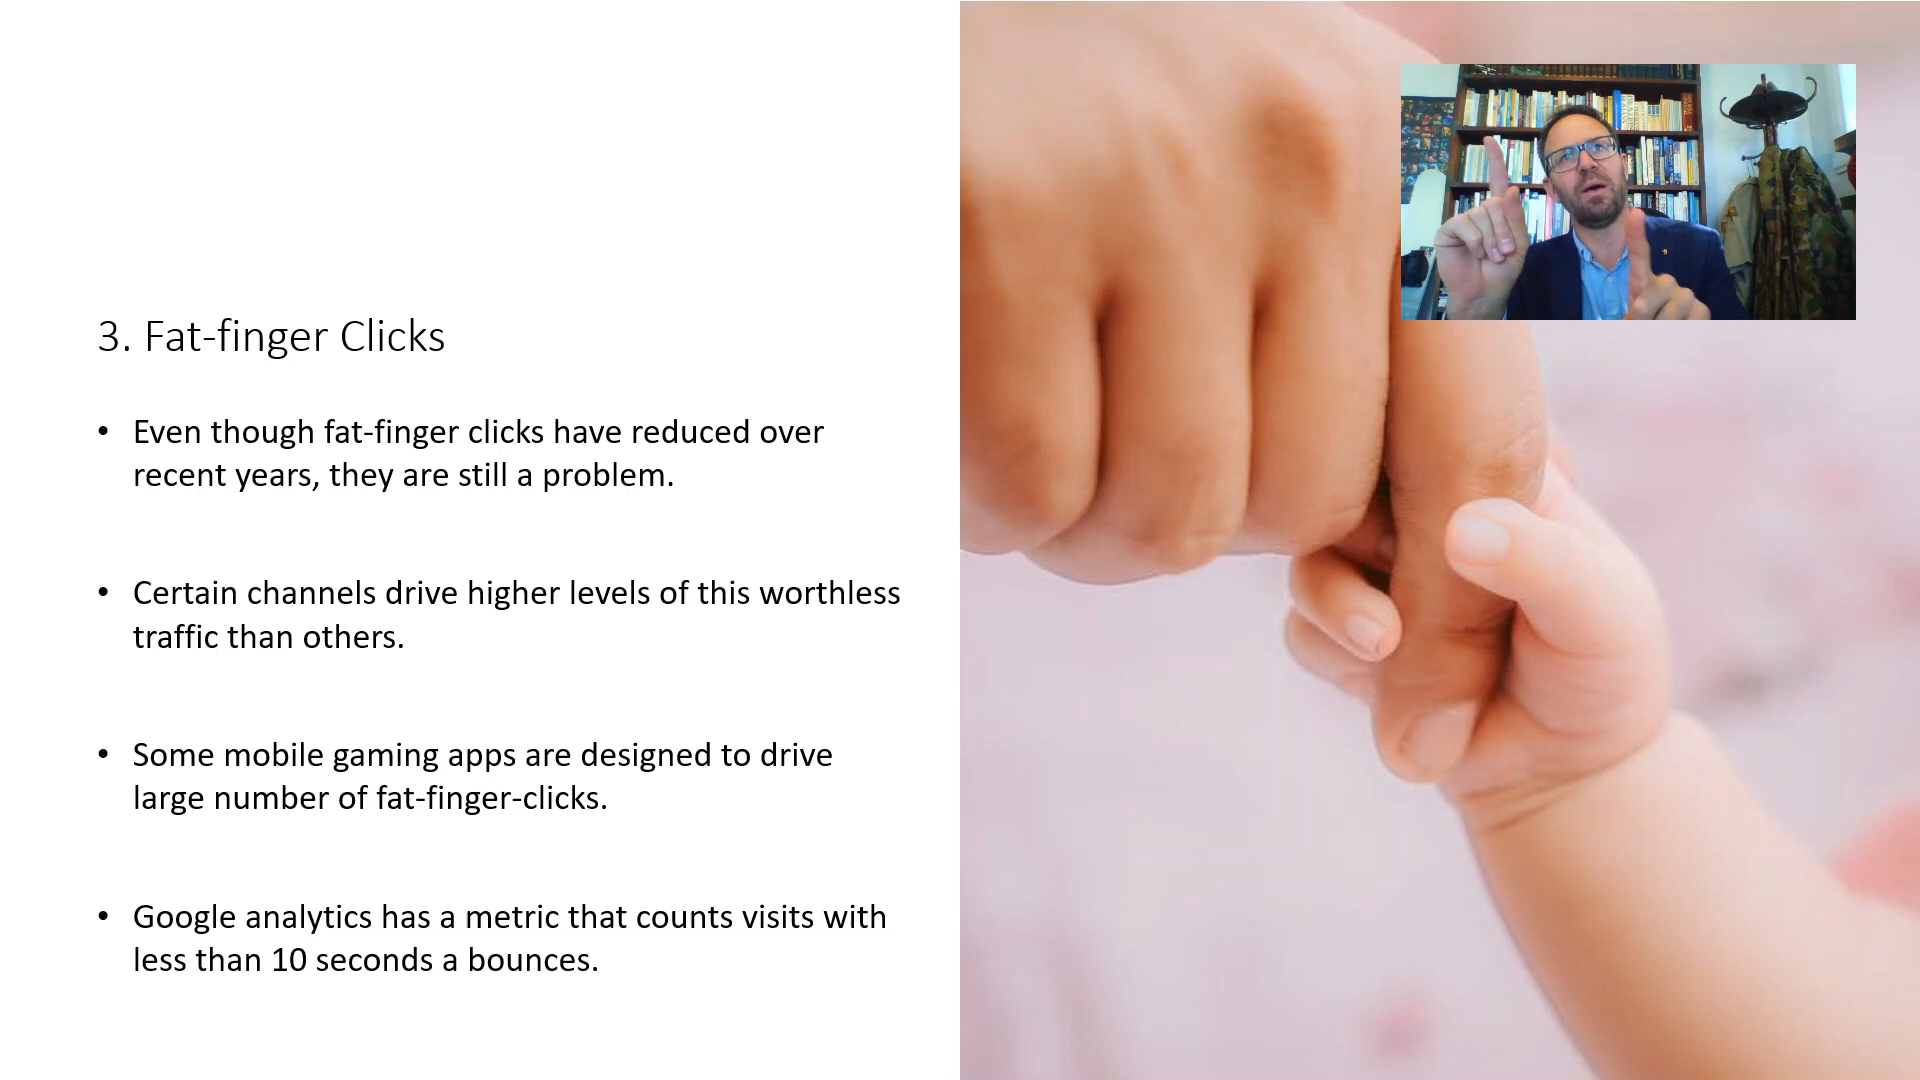 3. Fat-finger Clicks
• Even though fat-finger clicks have reduced over
recent years, they are still a problem.
• Certain channels drive higher levels of this worthless
traffic than others.
• Some mobile gaming apps are designed to drive
large number of fat-finger-clicks.
• Google analytics has a metric that counts visits with
less than 10 seconds a bounces.